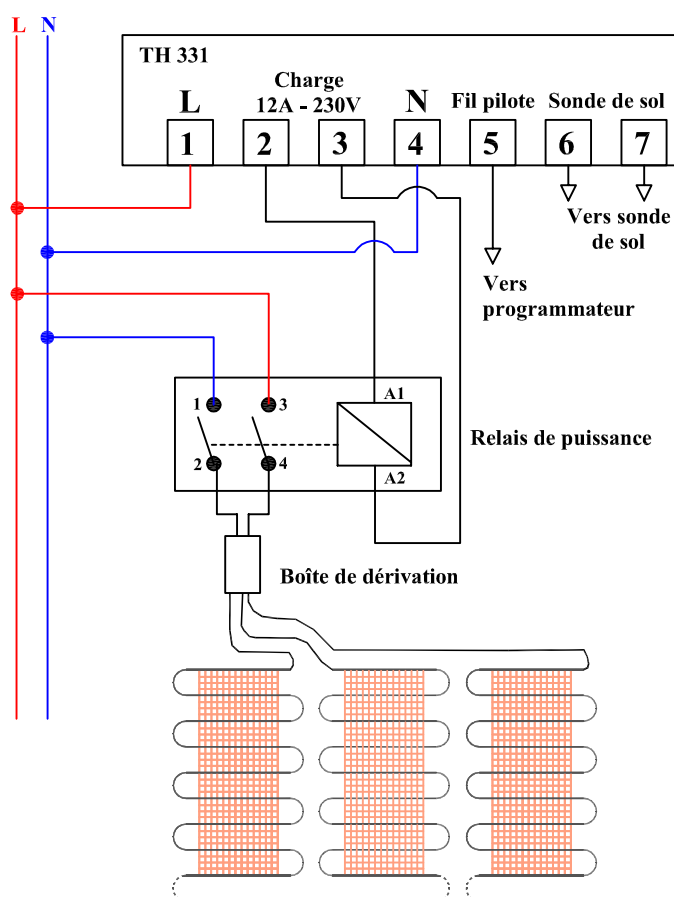 L N
TH 331
Charge
12A - 230V
L
N
Fil pilote
Sonde de sol
1 2 3 4 5 6 7
Vers sonde
de sol
Vers
programmateur
A1
1
3
2
4
A2
Relais de puissance
Boîte de dérivation